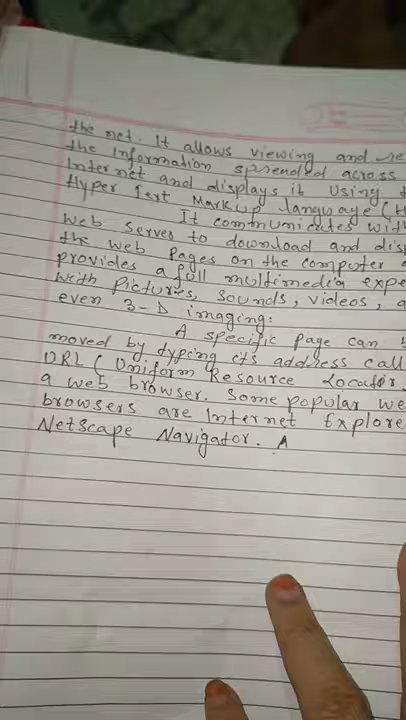 the net. It allows viewing and
the Information spreaded across
Internet and displays it Using
Hyper Text Markup language (H
It communicates with
Web serves to download and disp
the web Pages on the computer
provides a full multimedia expe
with Pictures, Sounds, videos, a
even 3-D imaging:
A specific page can b
moved by typing its address call
URL (Uniform Resource Locator.
a web browser. Some popular we
browsers are Internet Explore
Netscape Navigator. A